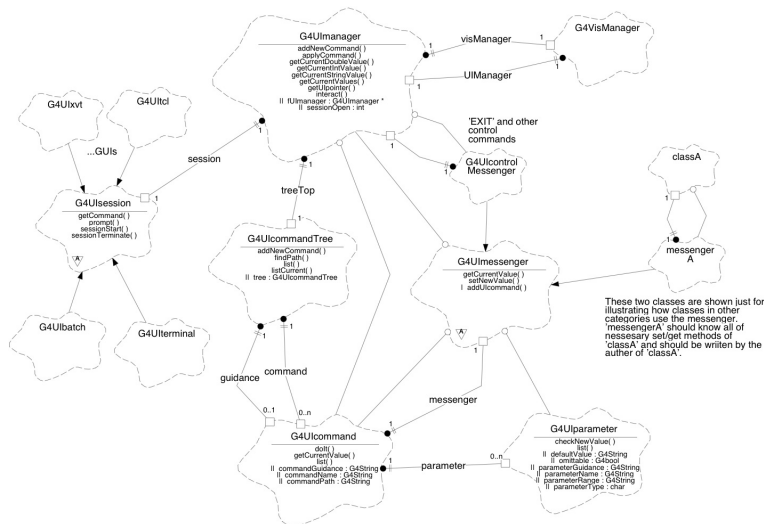 G4UImanager
addNewCommand( )
applyCommand( )
getCurrentDoubleValue( )
getCurrentIntValue( )
getCurrentStringValue( )
getCurrentValues( )
getUIpointer( )
interact( )
|| fUImanager : G4UImanager *
|| sessionOpen : int
1
visManager
1
G4VisManager
1
UIManager
1
G4UIxvt
G4UItcl
...GUIs
session
1
1
G4UIsession
getCommand( )
prompt( )
sessionStart( )
sessionTerminate( )
A
G4UIbatch
G4UIterminal
1
treeTop
1
G4UIcommandTree
addNewCommand( )
findPath( )
list( )
listCurrent( )
|| tree : G4UIcommandTree
1
'EXIT' and other
control
commands
1
1
G4UIcontrol
Messenger
G4UImessenger
getCurrentValue( )
setNewValue( )
| addUIcommand( )
A
1
classA
1
1
messenger
A
These two classes are shown just for
illustrating how classes in other
categories use the messenger.
'messengerA' should know all of
nessesary set/get methods of
'classA' and should be wriiten by the
auther of 'classA'.
1
1
guidance
command
0..1
0..n
messenger
1
G4UIcommand
doIt( )
getCurrentValue( )
list( )
|| commandGuidance : G4String
|| commandName : G4String
|| commandPath : G4String
1
parameter
0..n
G4UIparameter
checkNewValue( )
list( )
|| defaultValue : G4String
|| omittable : G4bool
|| parameterGuidance : G4String
|| parameterName : G4String
|| parameterRange : G4String
|| parameterType : char